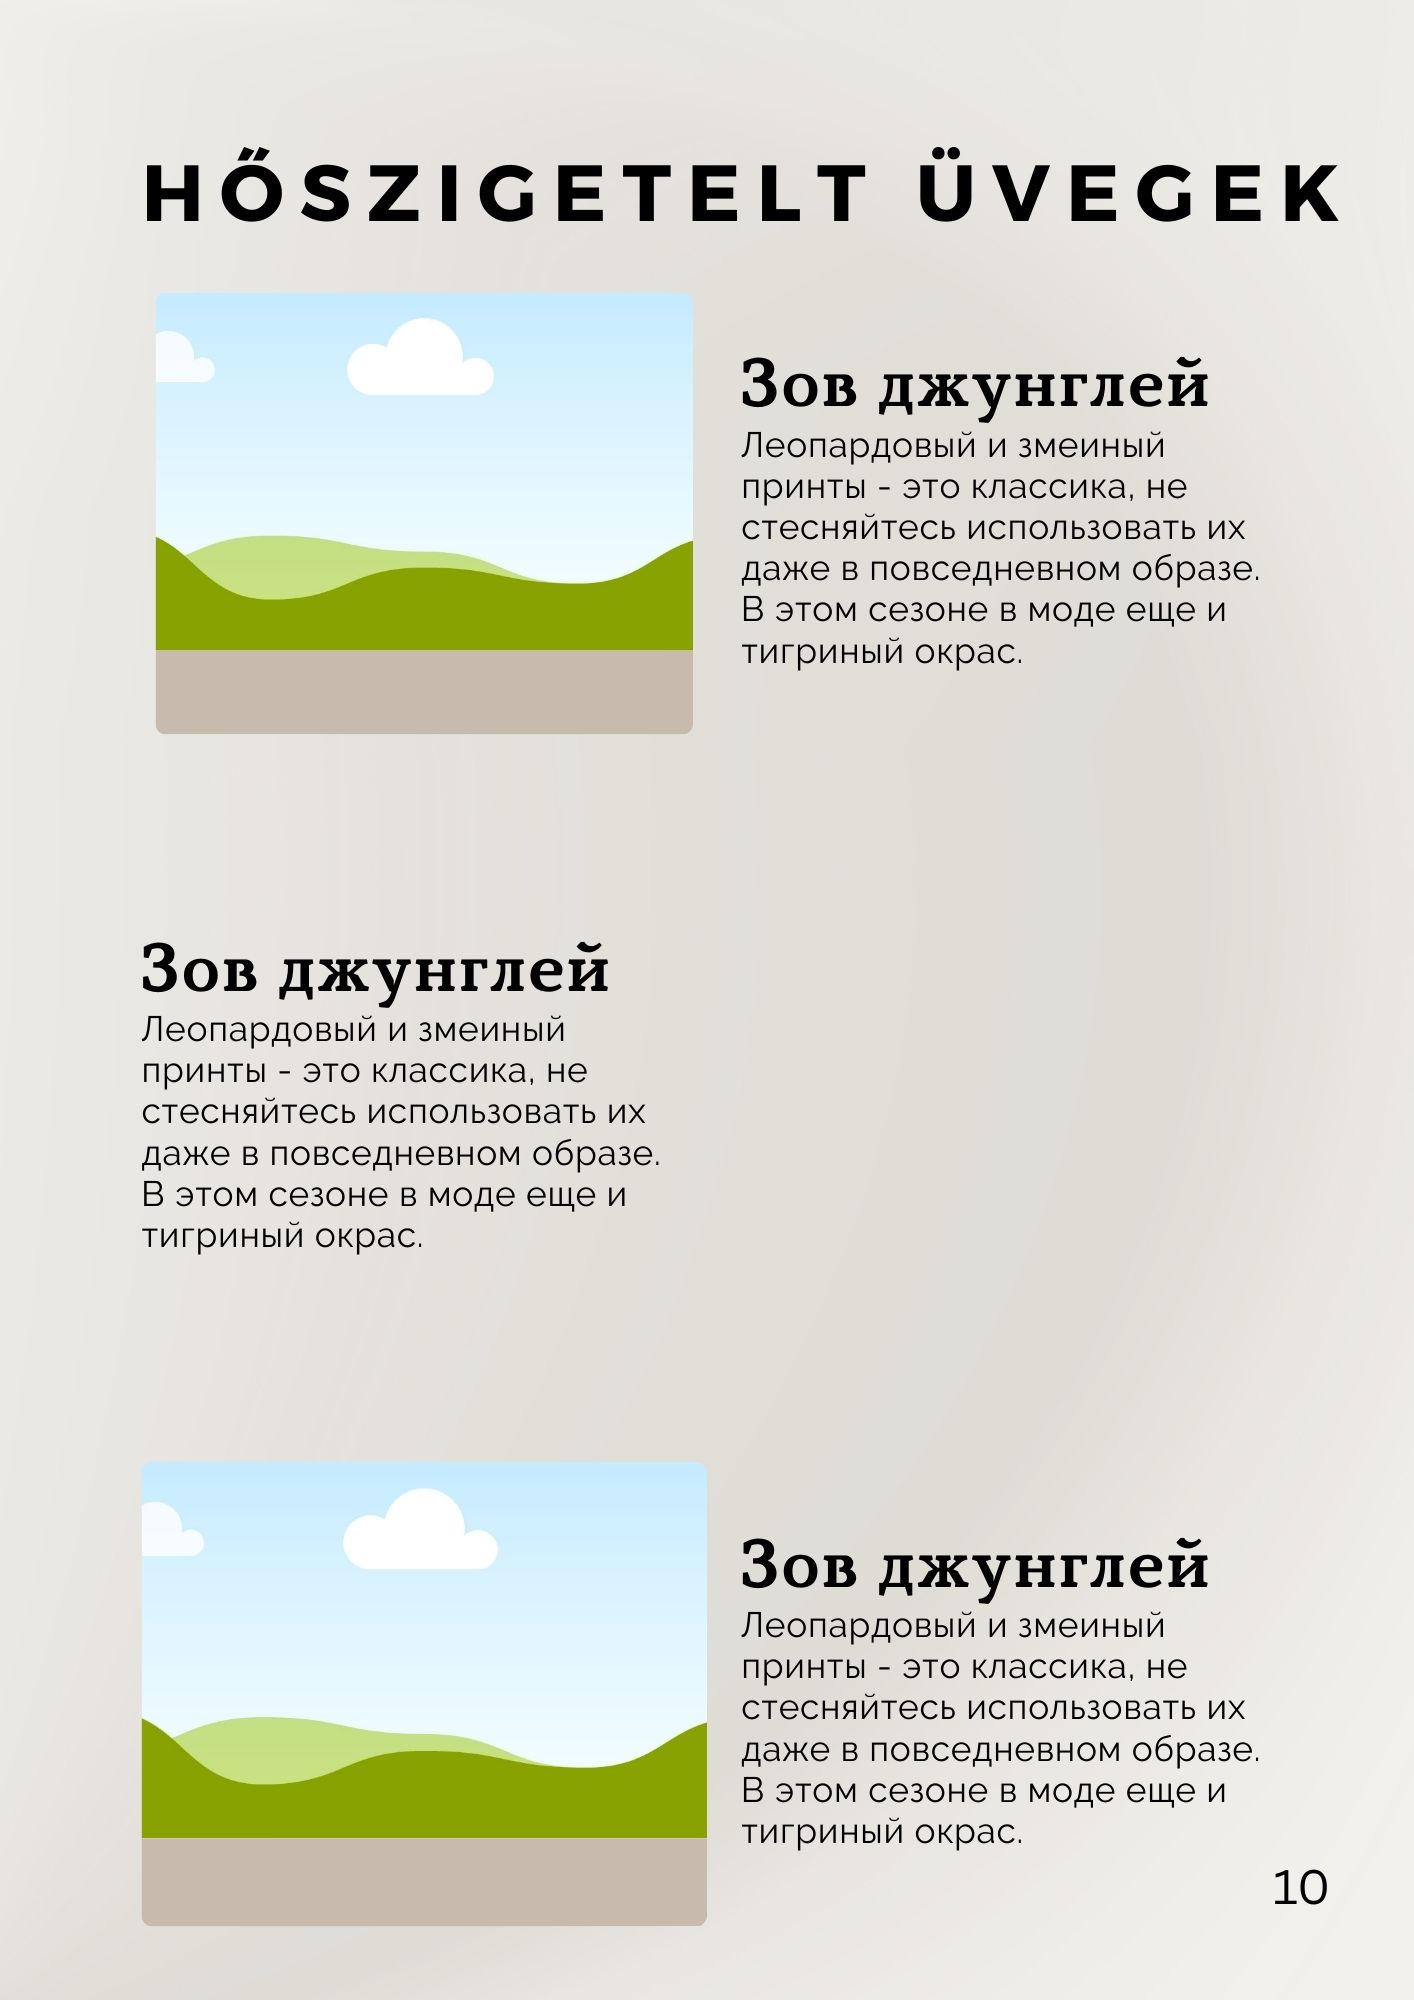 HŐSZIGETELT ÜVEGEK
Зов джунглей
Леопардовый и змеиный
принты - это классика, не
стесняйтесь использовать их
даже в повседневном образе.
В этом сезоне в моде еще и
тигриный окрас.
Зов джунглей
Леопардовый и змеиный
принты - это классика, не
стесняйтесь использовать их
даже в повседневном образе.
В этом сезоне в моде еще и
тигриный окрас.
Зов джунглей
Леопардовый и змеиный
принты - это классика, не
стесняйтесь использовать их
даже в повседневном образе.
В этом сезоне в моде еще и
тигриный окрас.
10